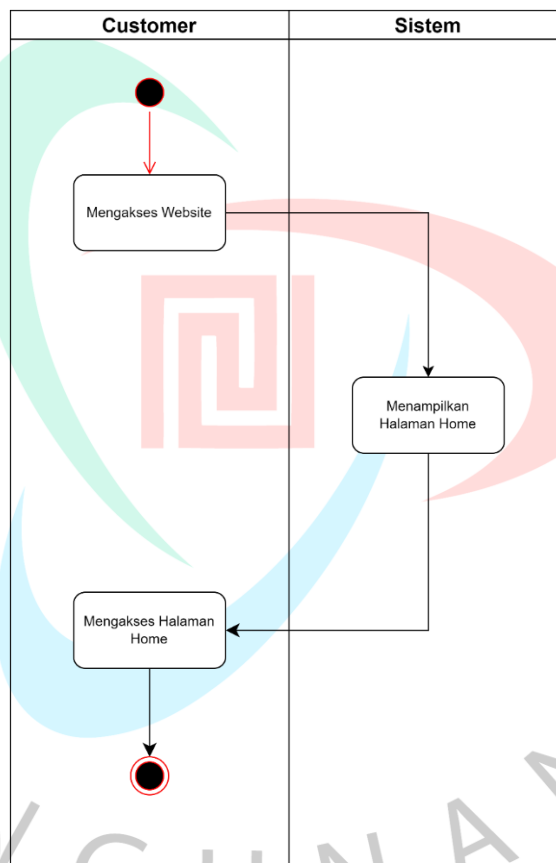 Customer
Sistem
Mengakses Website
Menampilkan
Halaman Home
Mengakses Halaman
Home